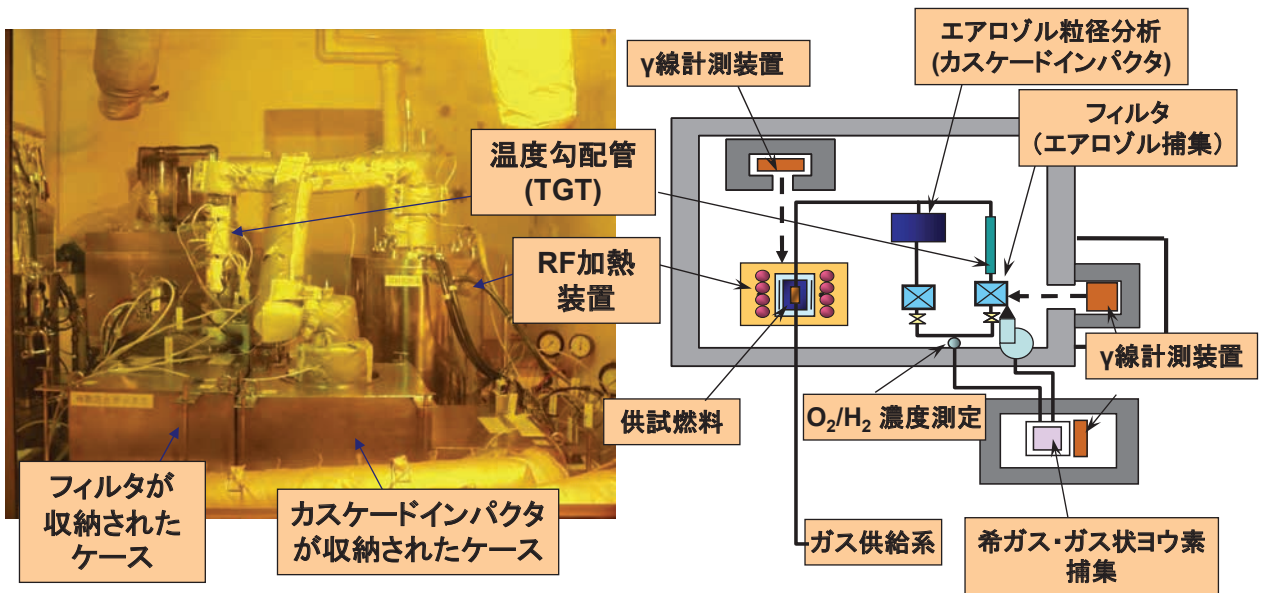 γ線計測装置
エアロゾル粒径分析
(カスケードインパクタ)
フィルタ
(エアロゾル捕集)
温度勾配管
(TGT)
RF加熱
装置
供試燃料
O₂/H₂ 濃度測定
γ線計測装置
フィルタが
収納された
ケース
カスケードインパクタ
が収納されたケース
ガス供給系
希ガス・ガス状ヨウ素
捕集